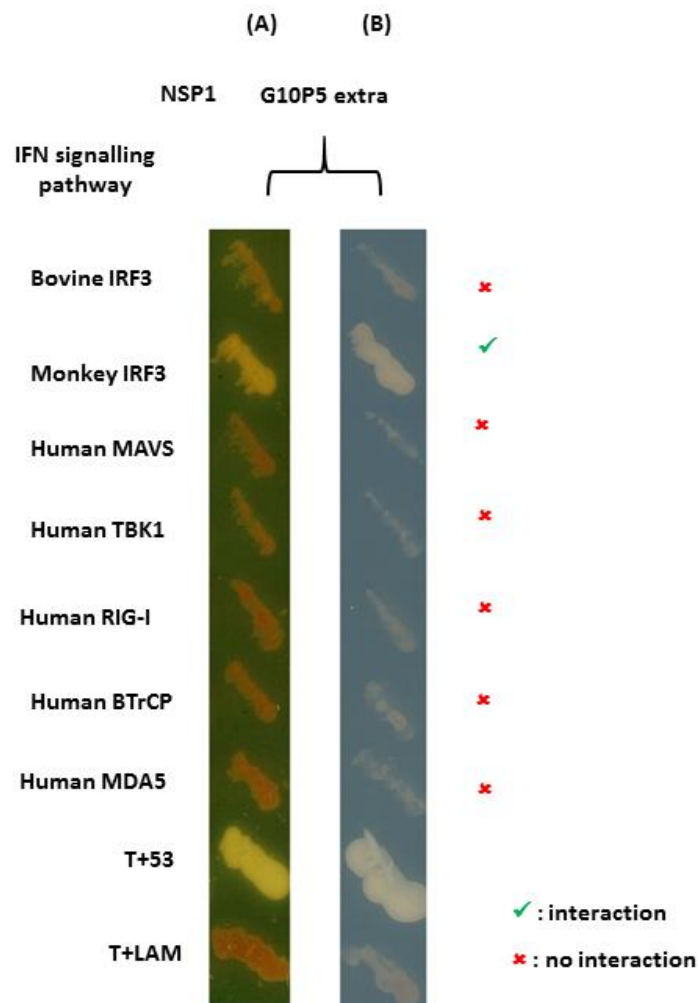 (A) (B)
NSP1 G10P5 extra
IFN signalling
pathway
Bovine IRF3
Monkey IRF3
Human MAVS
Human TBK1
Human RIG-I
Human BTrCP
Human MDA5
T+53
✓ : interaction
T+LAM
✖ : no interaction